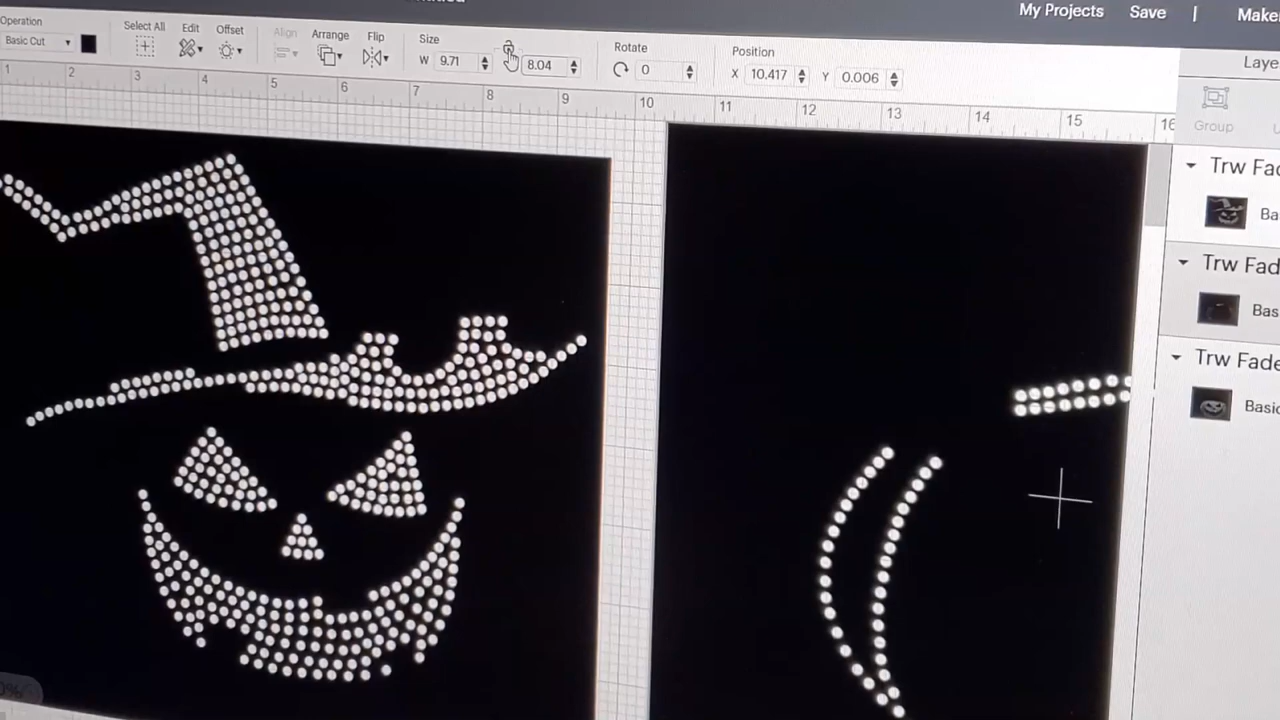 My Projects Save | Make
Operation
Basic Cut
Select All Edit Offset Align Arrange Flip
Size
W 9.71 8.04
Rotate
0
Position
X 10.417 Y 0.006
1 2 3 4 5 6 7 8 9 10 11 12 13 14 15 16
Laye
Group
Trw Fad
Ba
Trw Fad
Bas
Trw Fade
Basic
0%